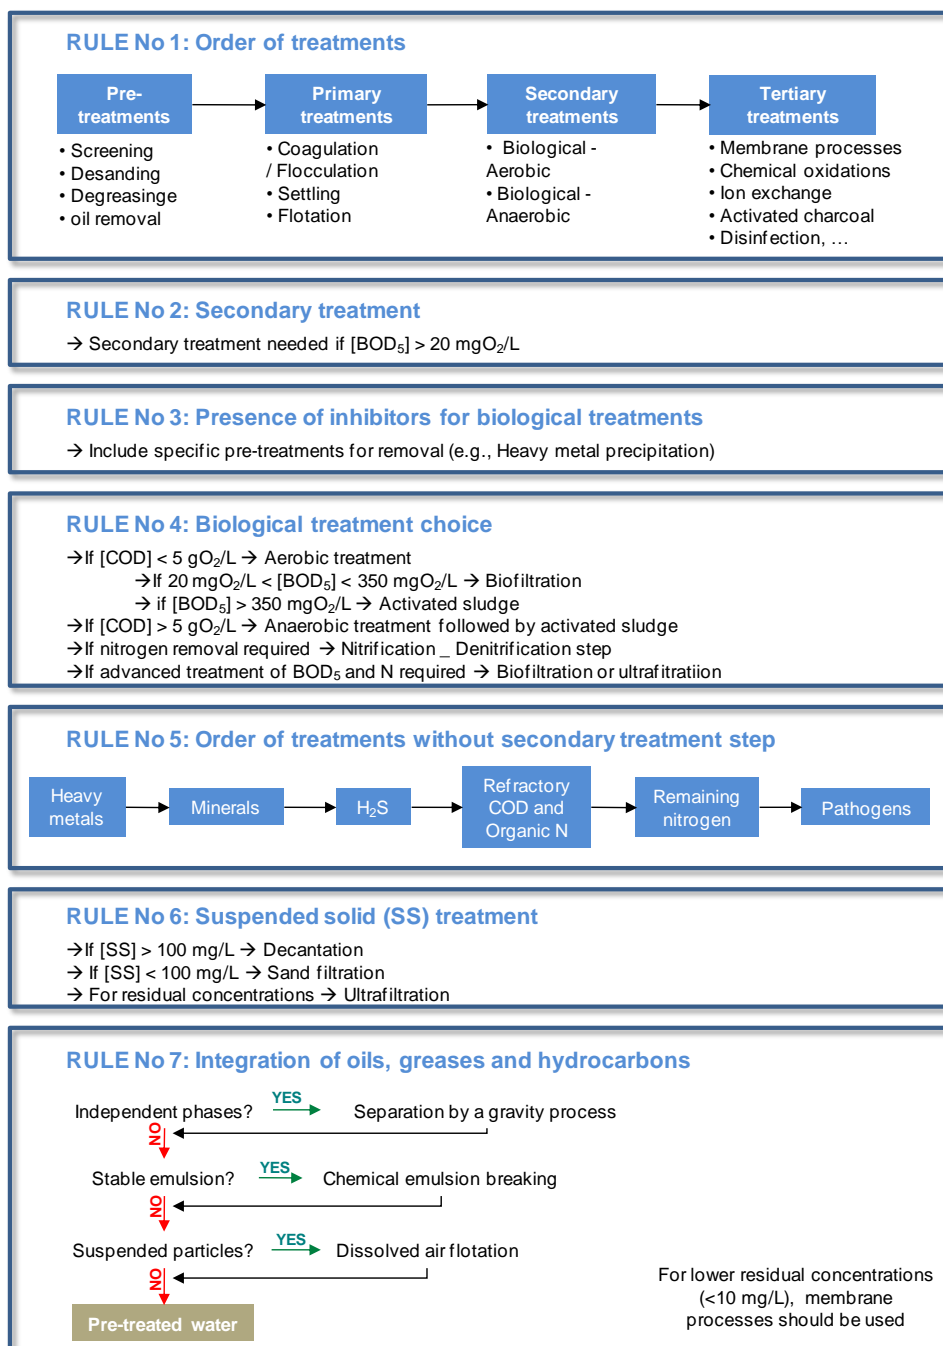 RULE No 1: Order of treatments
Pre-
treatments
• Screening
• Desanding
• Degreasinge
• oil removal
Primary
treatments
• Coagulation
/ Flocculation
• Settling
• Flotation
Secondary
treatments
• Biological -
Aerobic
• Biological -
Anaerobic
Tertiary
treatments
• Membrane processes
• Chemical oxidations
• Ion exchange
• Activated charcoal
• Disinfection, …
RULE No 2: Secondary treatment
→ Secondary treatment needed if [BOD₅] > 20 mgO₂/L
RULE No 3: Presence of inhibitors for biological treatments
→ Include specific pre-treatments for removal (e.g., Heavy metal precipitation)
RULE No 4: Biological treatment choice
→If [COD] < 5 gO₂/L → Aerobic treatment
→If 20 mgO₂/L < [BOD₅] < 350 mgO₂/L → Biofiltration
→ if [BOD₅] > 350 mgO₂/L → Activated sludge
→If [COD] > 5 gO₂/L → Anaerobic treatment followed by activated sludge
→If nitrogen removal required → Nitrification _ Denitrification step
→If advanced treatment of BOD₅ and N required → Biofiltration or ultrafitratiion
RULE No 5: Order of treatments without secondary treatment step
Heavy
metals
Minerals
H₂S
Refractory
COD and
Organic N
Remaining
nitrogen
Pathogens
RULE No 6: Suspended solid (SS) treatment
→If [SS] > 100 mg/L → Decantation
→ If [SS] < 100 mg/L → Sand filtration
→ For residual concentrations → Ultrafiltration
RULE No 7: Integration of oils, greases and hydrocarbons
Independent phases? YES Separation by a gravity process
NO
Stable emulsion? YES Chemical emulsion breaking
NO
Suspended particles? YES Dissolved air flotation
NO
Pre-treated water
For lower residual concentrations
(<10 mg/L), membrane
processes should be used